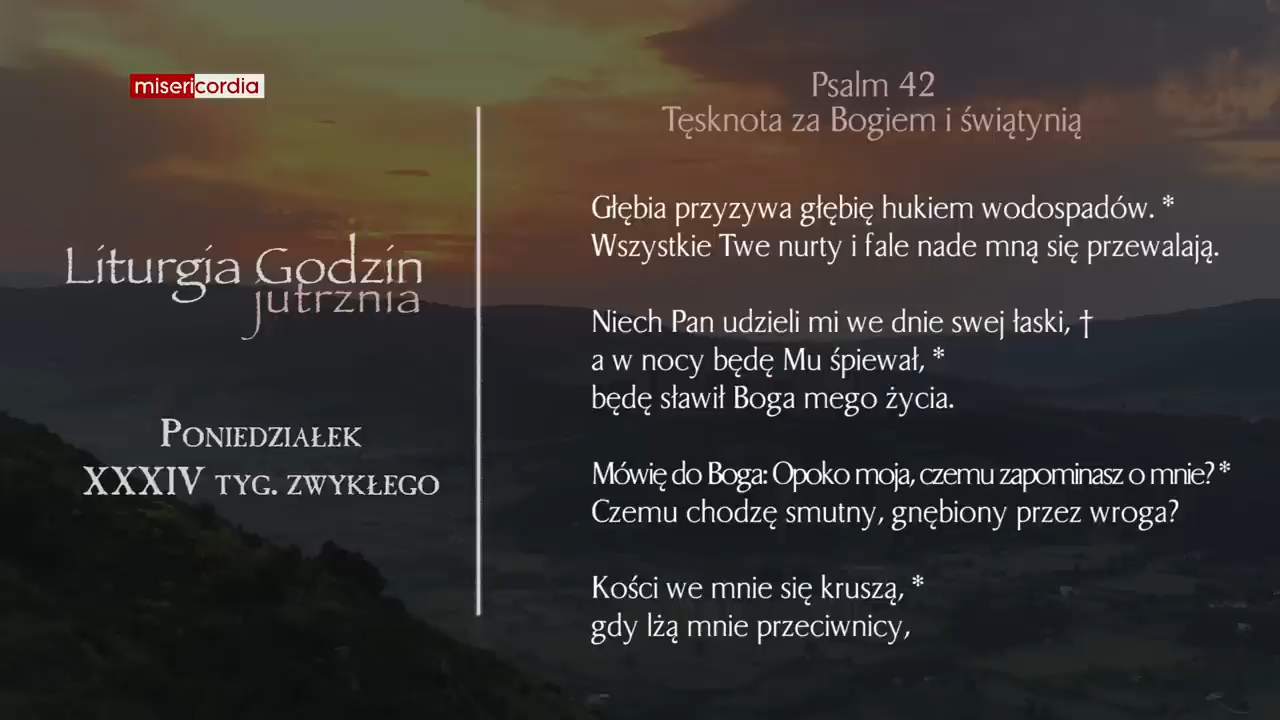 misericordia
Liturgia Godzin
jutrznia
Poniedziałek
XXXIV tyg. zwykłego
Psalm 42
Tęsknota za Bogiem i świątynią
Głębia przyzywa głębię hukiem wodospadów. *
Wszystkie Twe nurty i fale nade mną się przewalają.
Niech Pan udzieli mi we dnie swej łaski, †
a w nocy będę Mu śpiewał, *
będę sławił Boga mego życia.
Mówię do Boga: Opoko moja, czemu zapominasz o mnie? *
Czemu chodzę smutny, gnębiony przez wroga?
Kości we mnie się kruszą, *
gdy lżą mnie przeciwnicy,